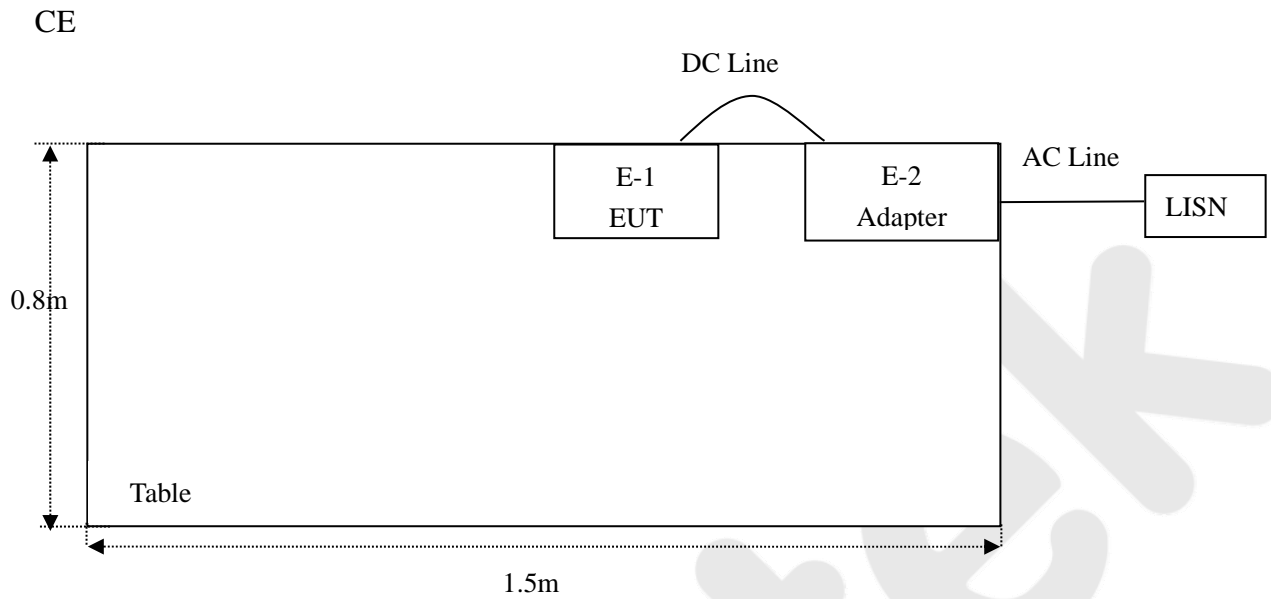 CE
DC Line
AC Line
E-1
EUT
E-2
Adapter
LISN
0.8m
Table
1.5m